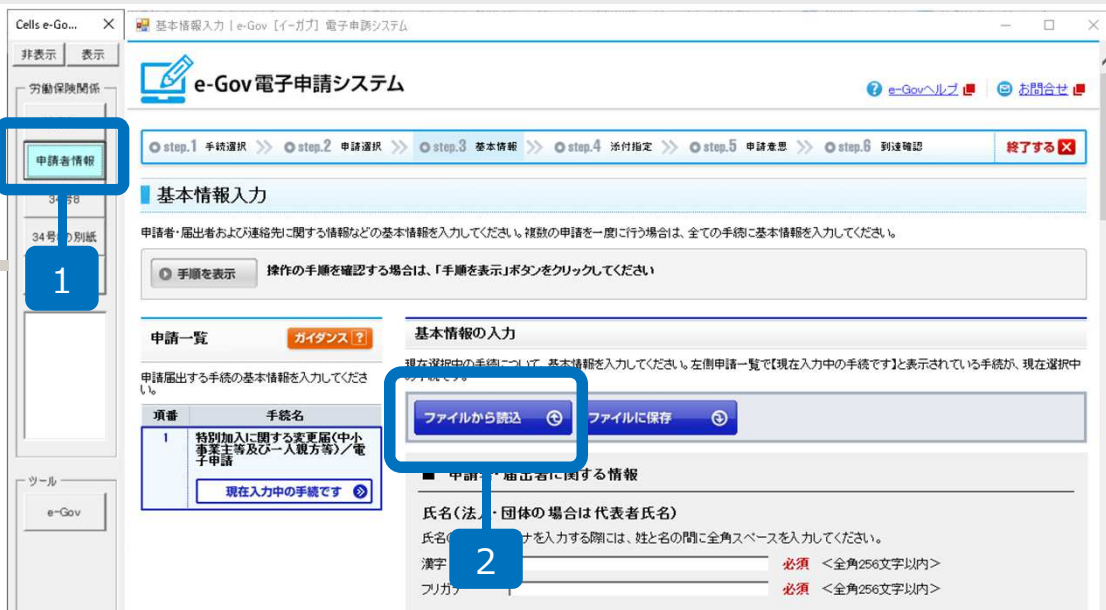 Cells e-Go...
基本情報入力 | e-Gov [イーガブ] 電子申請システム
非表示
表示
労働保険関係
申請者情報
34号8
34号の別紙
1
ツール
e-Gov
e-Gov電子申請システム
e-Govヘルプ
お問合せ
step.1 手続選択
step.2 申請選択
step.3 基本情報
step.4 添付指定
step.5 申請意思
step.6 到達確認
終了する
基本情報入力
申請者・届出者および連絡先に関する情報などの基本情報を入力してください。複数の申請を一度に行う場合は、全ての手続に基本情報を入力してください。
手順を表示
操作の手順を確認する場合は、「手順を表示」ボタンをクリックしてください
申請一覧
ガイダンス ?
申請届出する手続の基本情報を入力してくださ
い。
項番
手続名
1
特別加入に関する変更届(中小
事業主等及び一人親方等)/電
子申請
現在入力中の手続です
基本情報の入力
現在選択中の手続について、基本情報を入力してください。左側申請一覧で【現在入力中の手続です】と表示されている手続が、現在選択中
の手続です。
ファイルから読込
ファイルに保存
■ 申請者・届出者に関する情報
氏名(法人・団体の場合は代表者氏名)
氏名 ナを入力する際には、姓と名の間に全角スペースを入力してください。
2
漢字
必須 <全角256文字以内>
フリガナ
必須 <全角256文字以内>